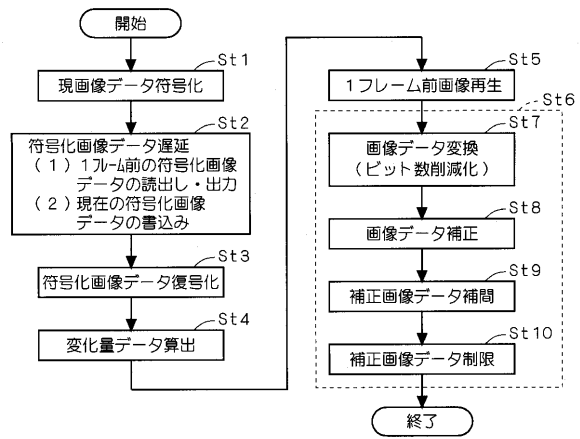 開始
St1
現画像データ符号化
St2
符号化画像データ遅延
(1)1フレーム前の符号化画像
データの読出し・出力
(2)現在の符号化画像
データの書込み
St3
符号化画像データ復号化
St4
変化量データ算出
St5
1フレーム前画像再生
St6
St7
画像データ変換
(ビット数削減化)
St8
画像データ補正
St9
補正画像データ補間
St10
補正画像データ制限
終了